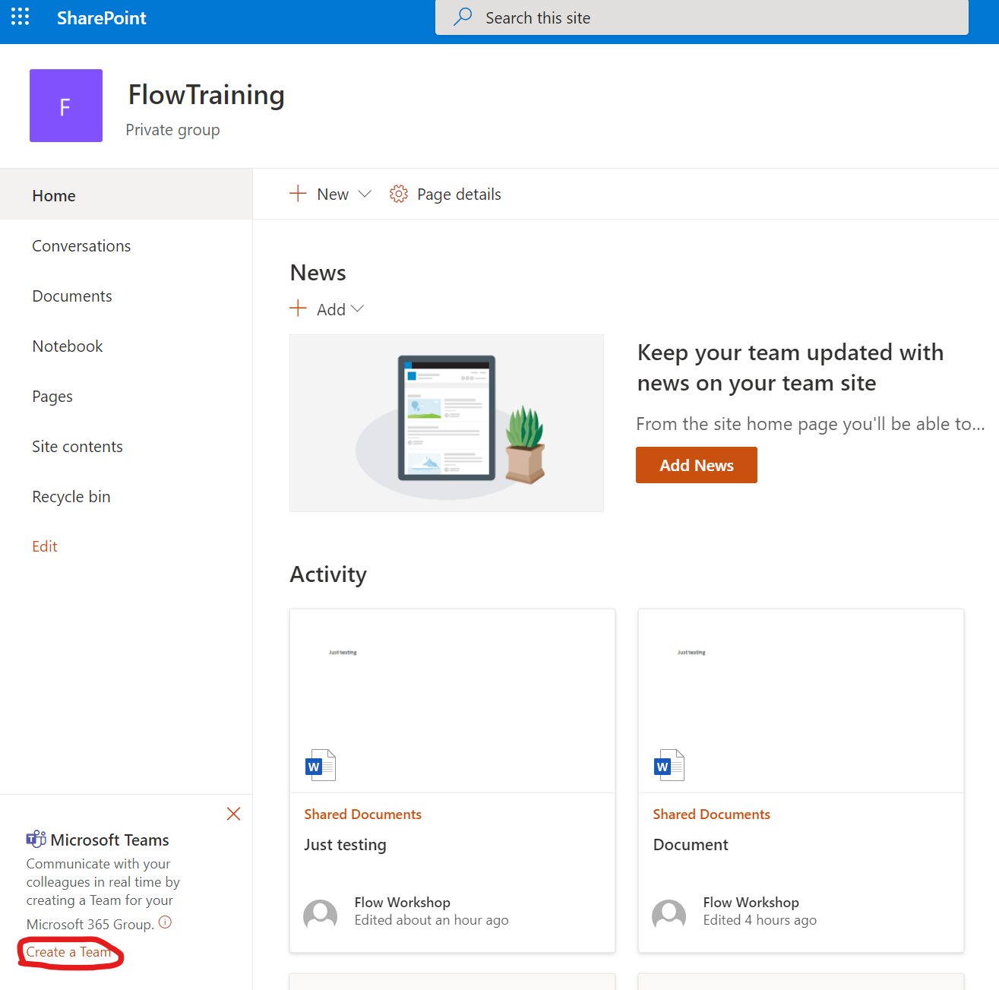 SharePoint
Search this site
F
FlowTraining
Private group
Home
Conversations
Documents
Notebook
Pages
Site contents
Recycle bin
Edit
New
Page details
News
Add
Keep your team updated with
news on your team site
From the site home page you'll be able to...
Add News
Activity
Just testing
W
Shared Documents
Just testing
Flow Workshop
Edited about an hour ago
Just testing
W
Shared Documents
Document
Flow Workshop
Edited 4 hours ago
T
Microsoft Teams
Communicate with your
colleagues in real time by
creating a Team for your
Microsoft 365 Group.
Create a Team